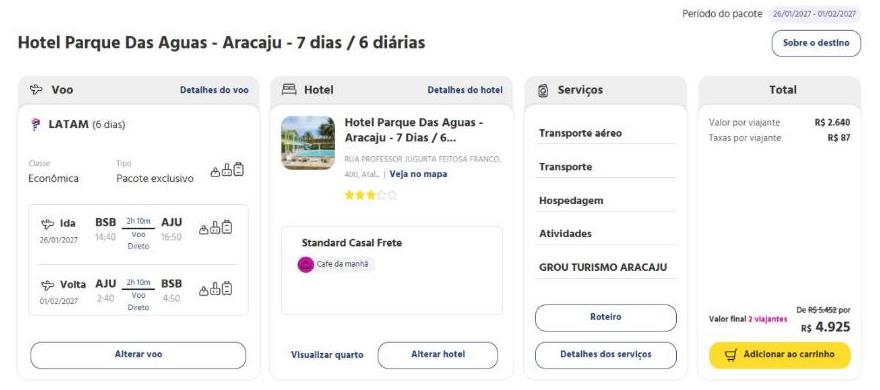 Período do pacote 26/01/2027 - 01/02/2027
Hotel Parque Das Aguas - Aracaju - 7 dias / 6 diárias
Sobre o destino
Voo Detalhes do voo
LATAM (6 dias)
Classe Tipo
Econômica Pacote exclusivo
Ida BSB 2h 10m AJU
26/01/2027 14:40 Voo 16:50
Direto
Volta AJU 2h 10m BSB
01/02/2027 2:40 Voo 4:50
Direto
Alterar voo
Hotel Detalhes do hotel
Hotel Parque Das Aguas -
Aracaju - 7 Dias / 6...
RUA PROFESSOR JUGURTA FEITOSA FRANCO,
400, Atal... | Veja no mapa
Standard Casal Frete
Cafe da manhã
Visualizar quarto Alterar hotel
Serviços
Transporte aéreo
Transporte
Hospedagem
Atividades
GROU TURISMO ARACAJU
Roteiro
Detalhes dos serviços
Total
Valor por viajante R$ 2.640
Taxas por viajante R$ 87
De R$ 5.452 por
Valor final 2 viajantes R$ 4.925
Adicionar ao carrinho